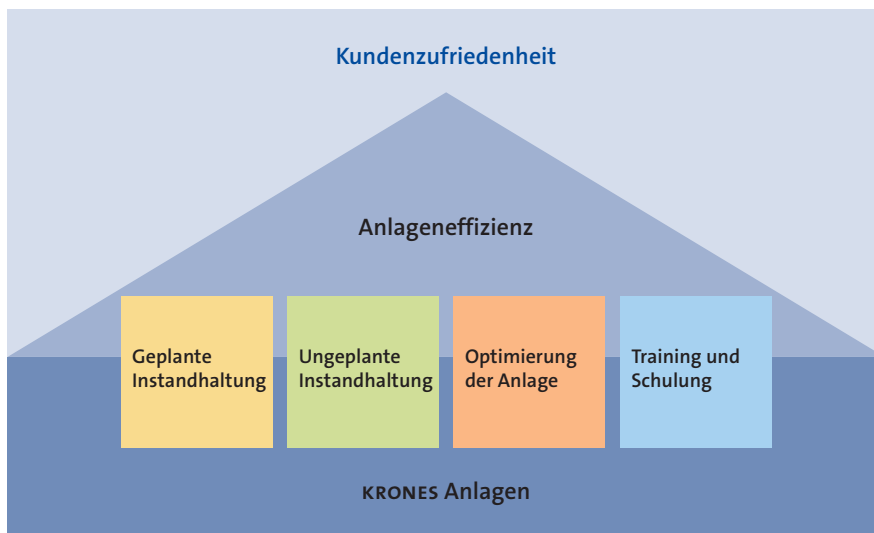 Kundenzufriedenheit
Anlageneffizienz
Geplante
Instandhaltung
Ungeplante
Instandhaltung
Optimierung
der Anlage
Training und
Schulung
KRONES Anlagen